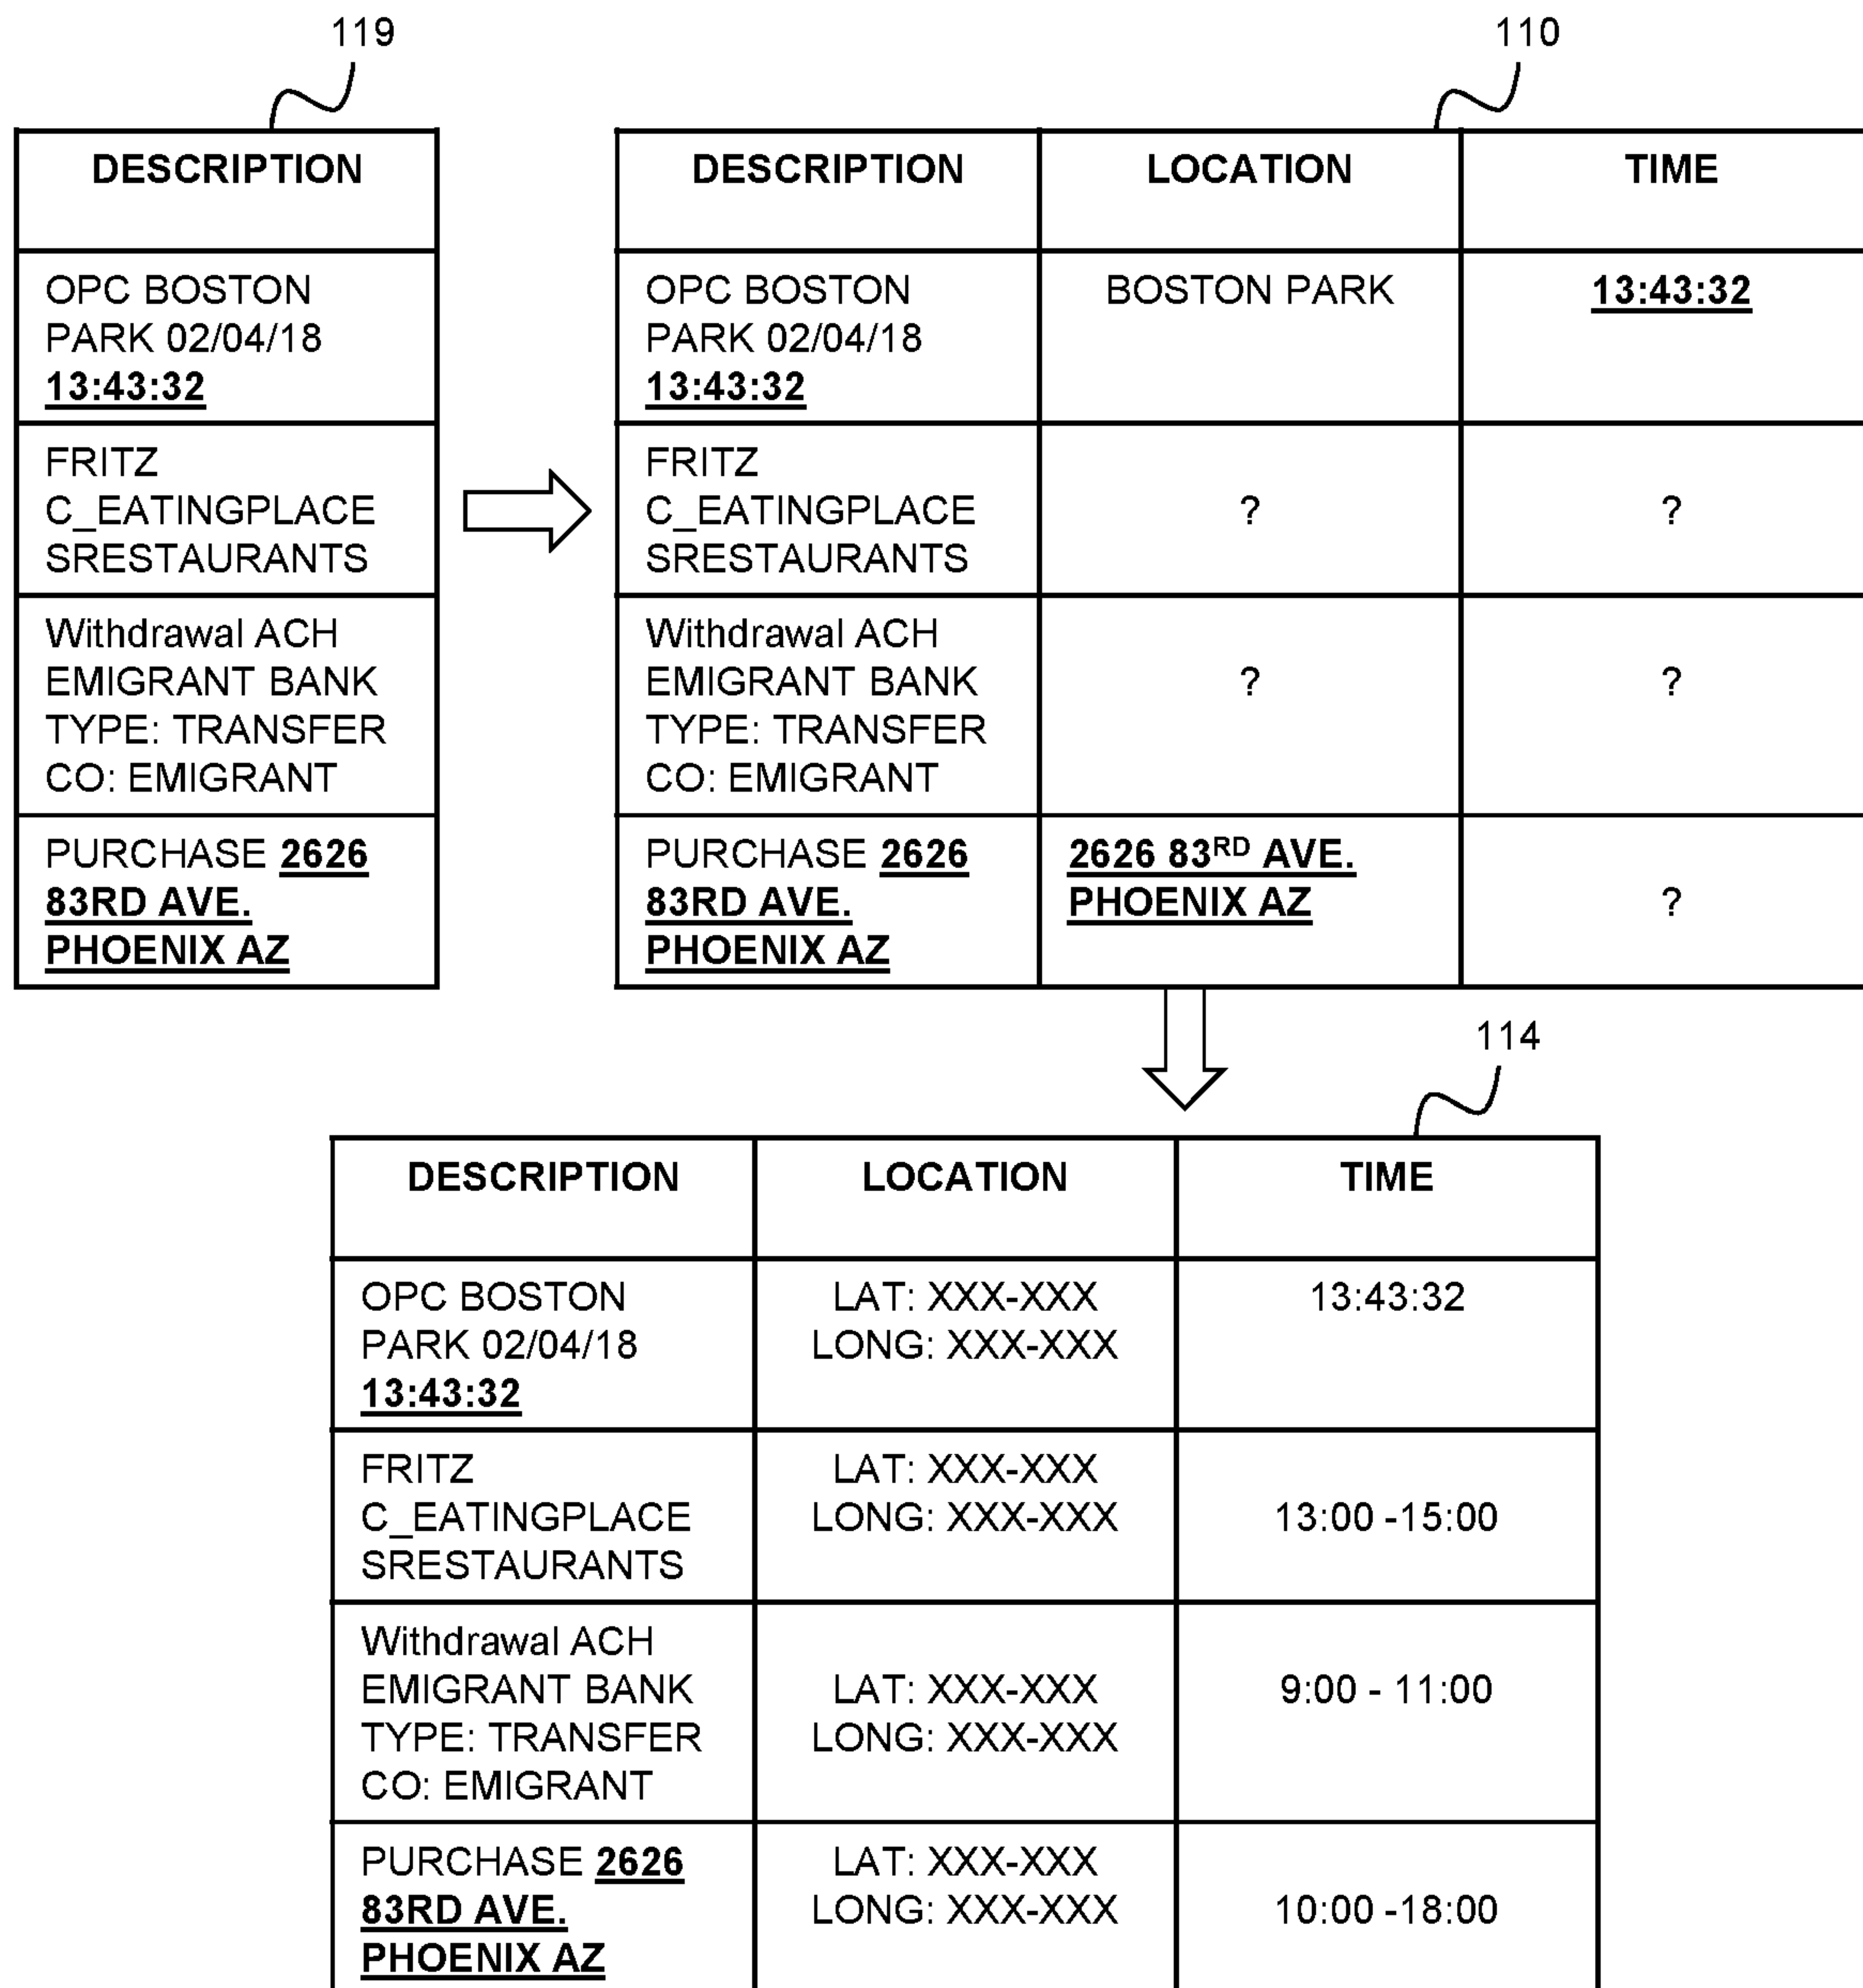 119
110
DESCRIPTION
OPC BOSTON
PARK 02/04/18
13:43:32
FRITZ
C_EATINGPLACE
SRESTAURANTS
Withdrawal ACH
EMIGRANT BANK
TYPE: TRANSFER
CO: EMIGRANT
PURCHASE 2626
83RD AVE.
PHOENIX AZ
DESCRIPTION
LOCATION
TIME
OPC BOSTON
PARK 02/04/18
13:43:32
BOSTON PARK
13:43:32
FRITZ
C_EATINGPLACE
SRESTAURANTS
?
?
Withdrawal ACH
EMIGRANT BANK
TYPE: TRANSFER
CO: EMIGRANT
?
?
PURCHASE 2626
83RD AVE.
PHOENIX AZ
2626 83RD AVE.
PHOENIX AZ
?
114
DESCRIPTION
LOCATION
TIME
OPC BOSTON
PARK 02/04/18
13:43:32
LAT: XXX-XXX
LONG: XXX-XXX
13:43:32
FRITZ
C_EATINGPLACE
SRESTAURANTS
LAT: XXX-XXX
LONG: XXX-XXX
13:00 -15:00
Withdrawal ACH
EMIGRANT BANK
TYPE: TRANSFER
CO: EMIGRANT
LAT: XXX-XXX
LONG: XXX-XXX
9:00 - 11:00
PURCHASE 2626
83RD AVE.
PHOENIX AZ
LAT: XXX-XXX
LONG: XXX-XXX
10:00 -18:00